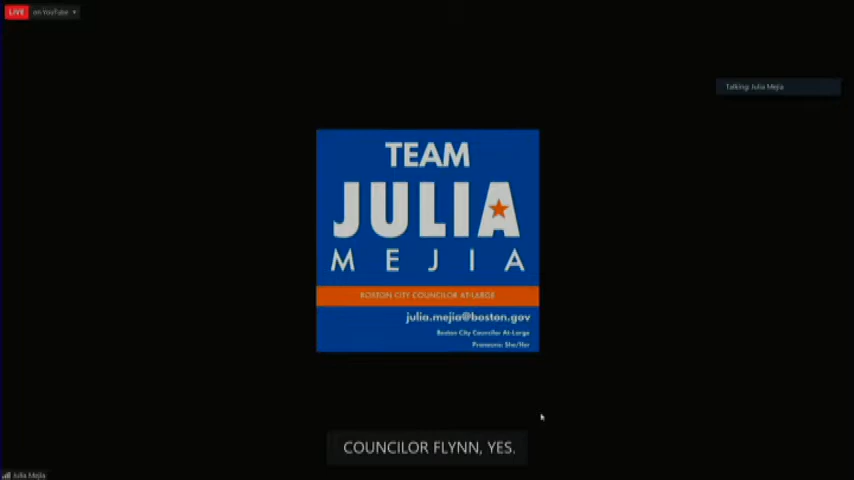 LIVE on YouTube
Talking: Julia Mejia
TEAM
JULIA
MEJIA
BOSTON CITY COUNCILOR AT-LARGE
julia.mejia@boston.gov
Boston City Councilor At-Large
Pronouns: She/Her
COUNCILOR FLYNN, YES.
Julia Mejia